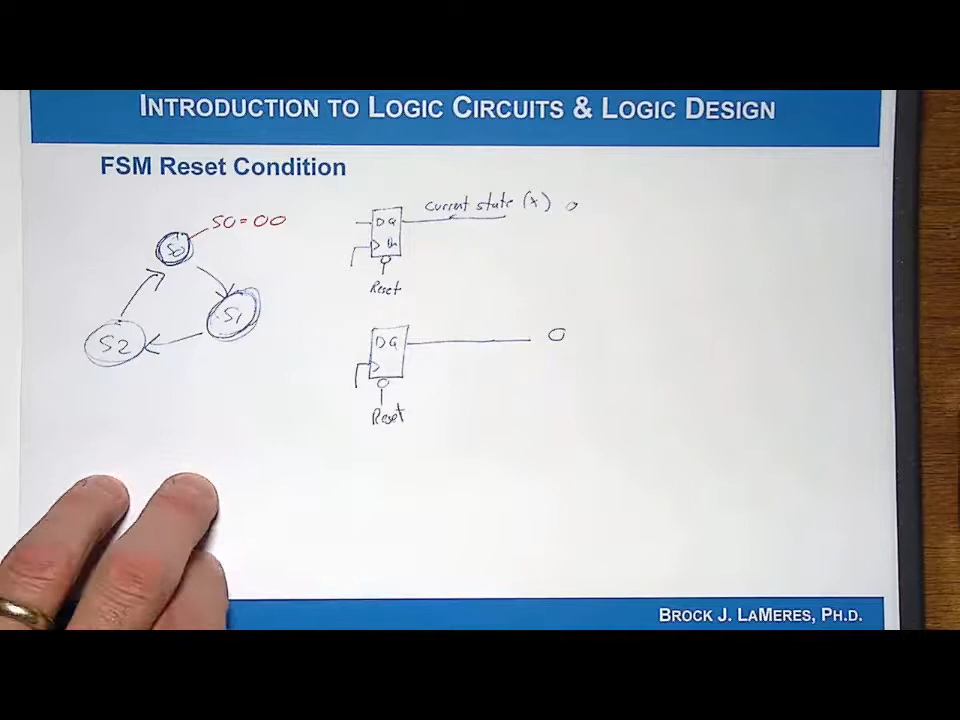 INTRODUCTION TO LOGIC CIRCUITS & LOGIC DESIGN
FSM Reset Condition
S0 = 00
S0
S1
S2
current state (x) 0
D Q
Reset
D Q 0
Reset
BROCK J. LAMERES, PH.D.